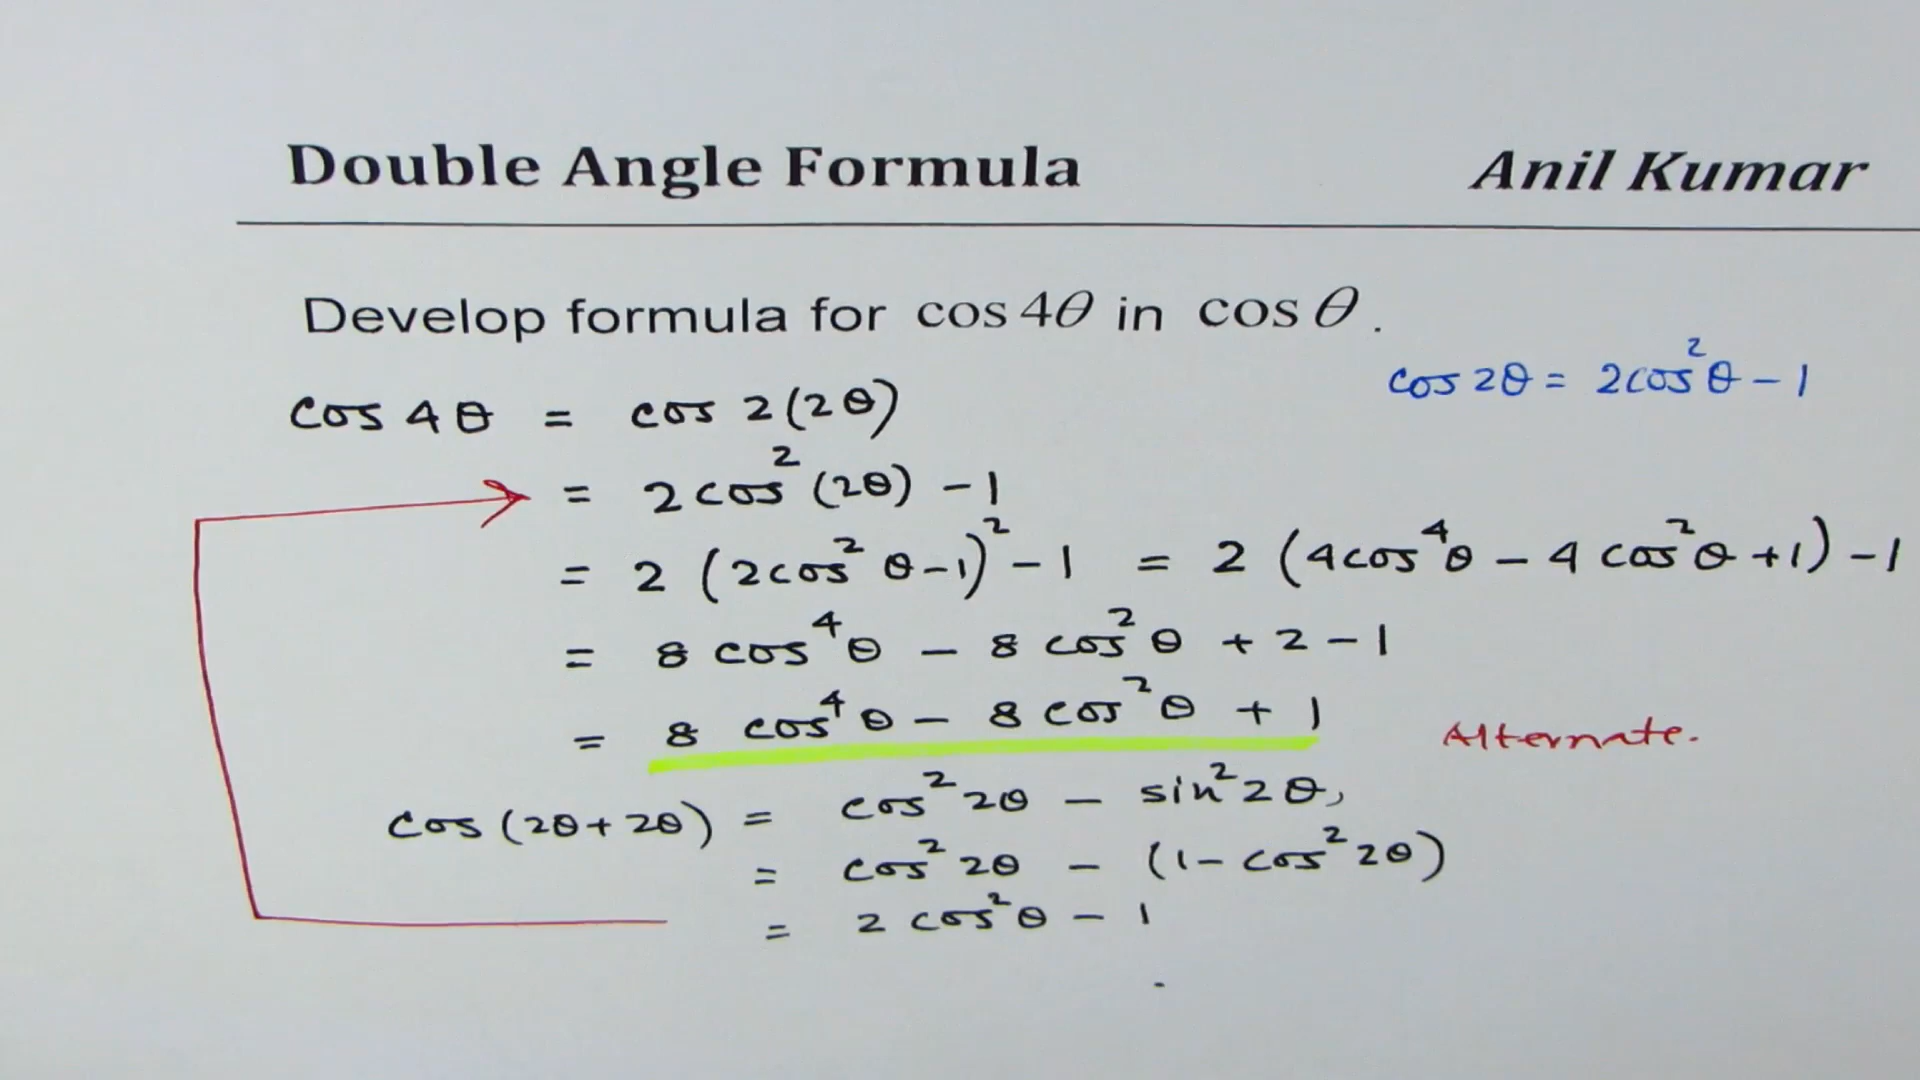 Double Angle Formula Anil Kumar
Develop formula for cos 4θ in cos θ.
cos 2θ = 2cos²θ − 1
cos 4θ = cos 2(2θ)
= 2cos²(2θ) − 1
= 2(2cos²θ−1)² − 1 = 2(4cos⁴θ − 4cos²θ + 1) − 1
= 8 cos⁴θ − 8 cos²θ + 2 − 1
= 8 cos⁴θ − 8 cos²θ + 1
Alternate.
cos(2θ+2θ) = cos²2θ − sin²2θ,
= cos²2θ − (1 − cos²2θ)
= 2 cos²θ − 1